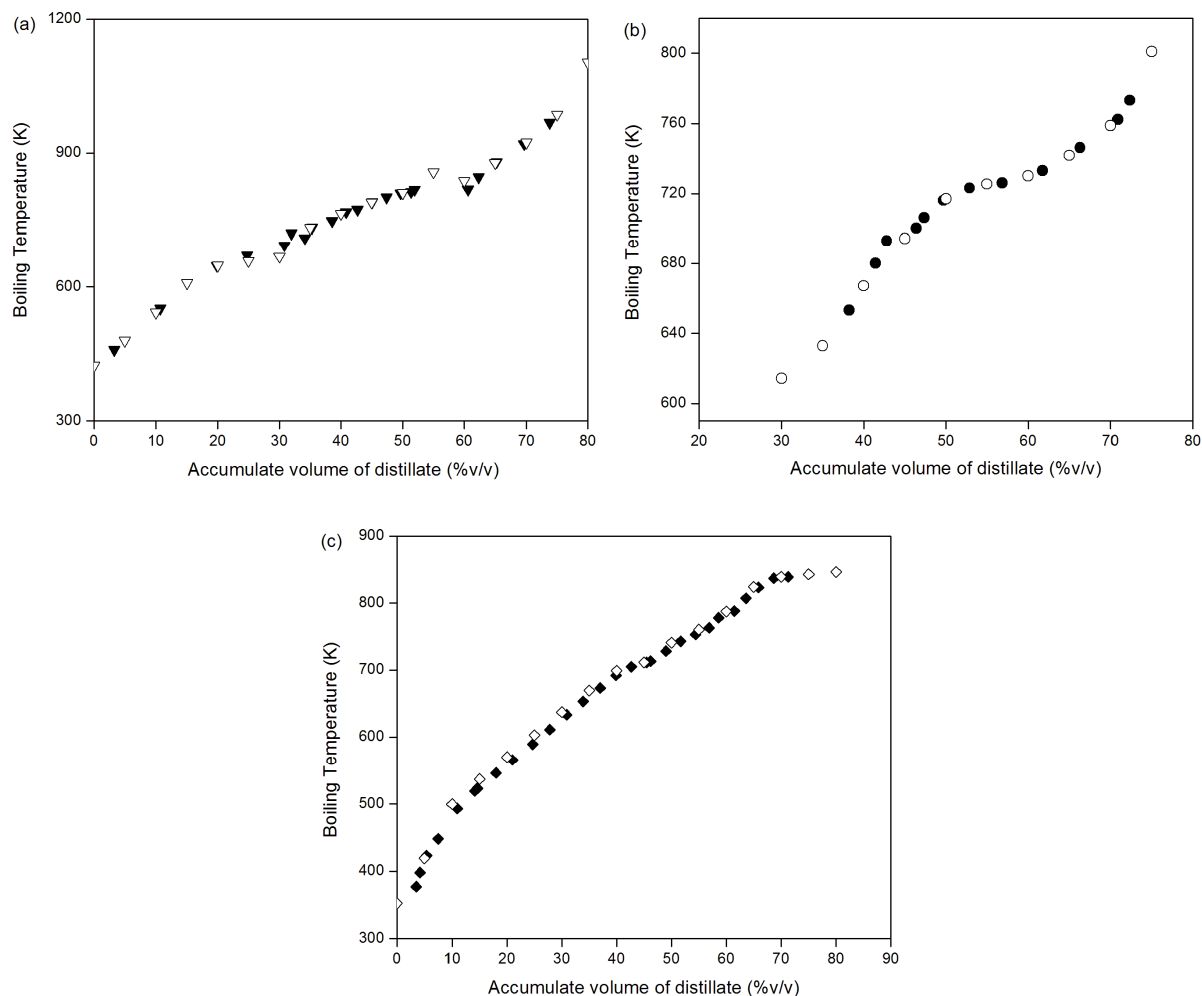 (a)
1200
900
600
300
Boiling Temperature (K)
0 10 20 30 40 50 60 70 80
Accumulate volume of distillate (%v/v)
(b)
800
760
720
680
640
600
Boiling Temperature (K)
20 30 40 50 60 70 80
Accumulate volume of distillate (%v/v)
(c)
900
800
700
600
500
400
300
Boiling Temperature (K)
0 10 20 30 40 50 60 70 80 90
Accumulate volume of distillate (%v/v)